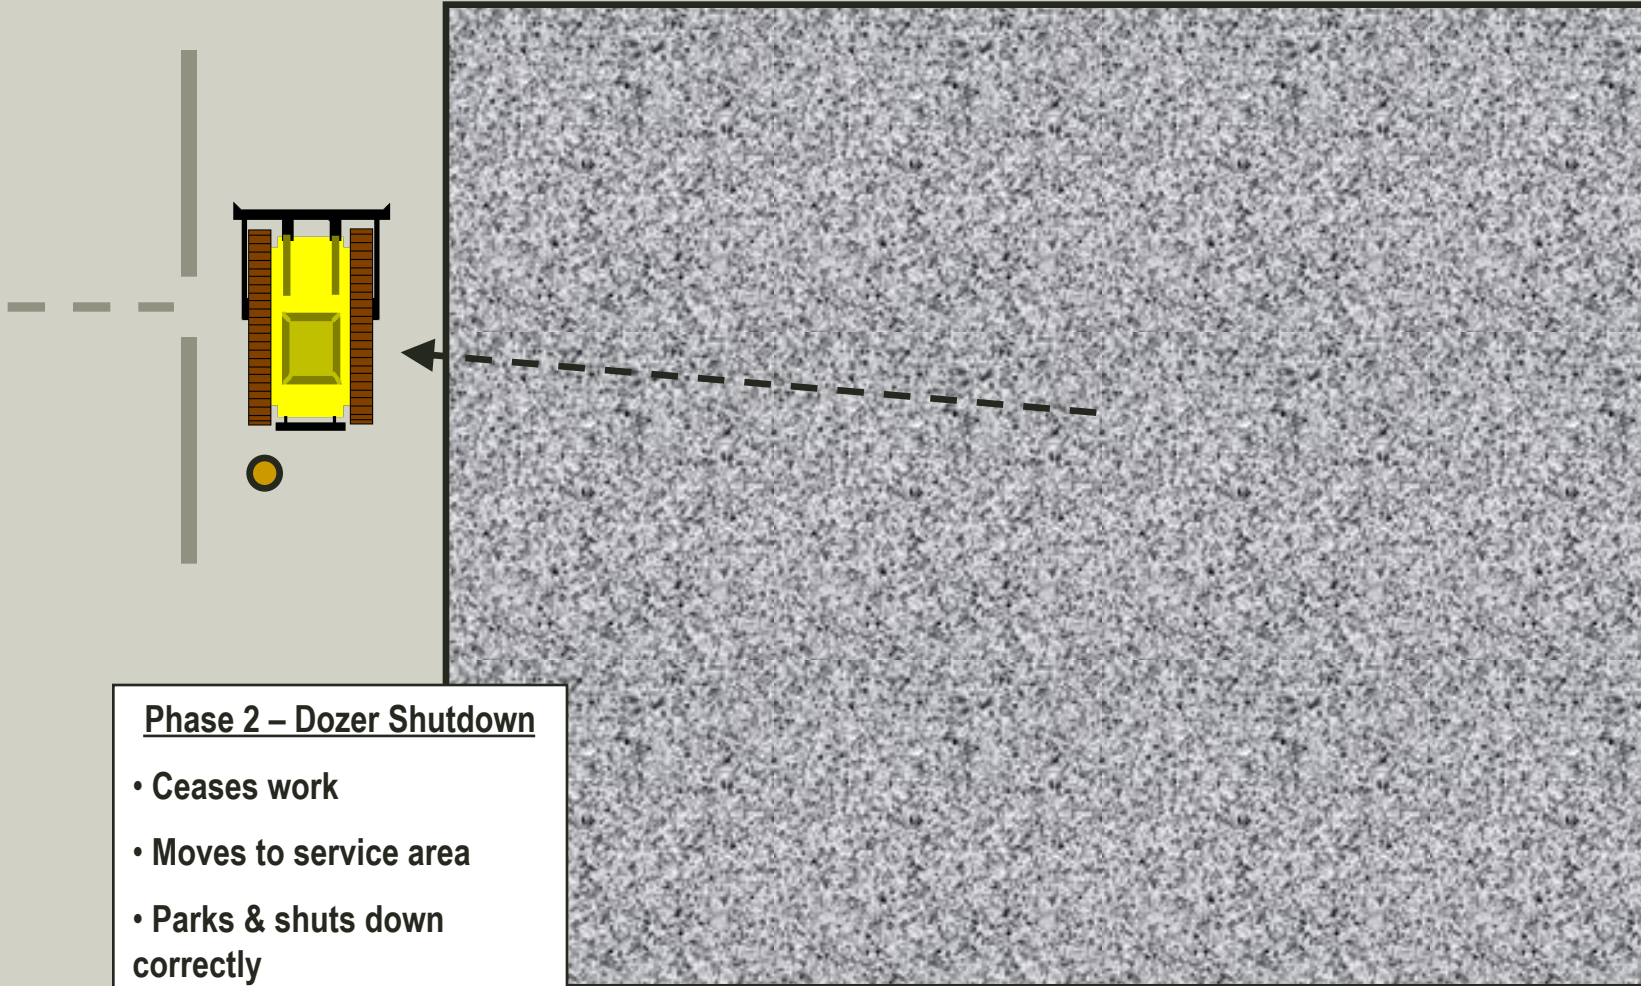 Phase 2 – Dozer Shutdown
• Ceases work
• Moves to service area
• Parks & shuts down
correctly